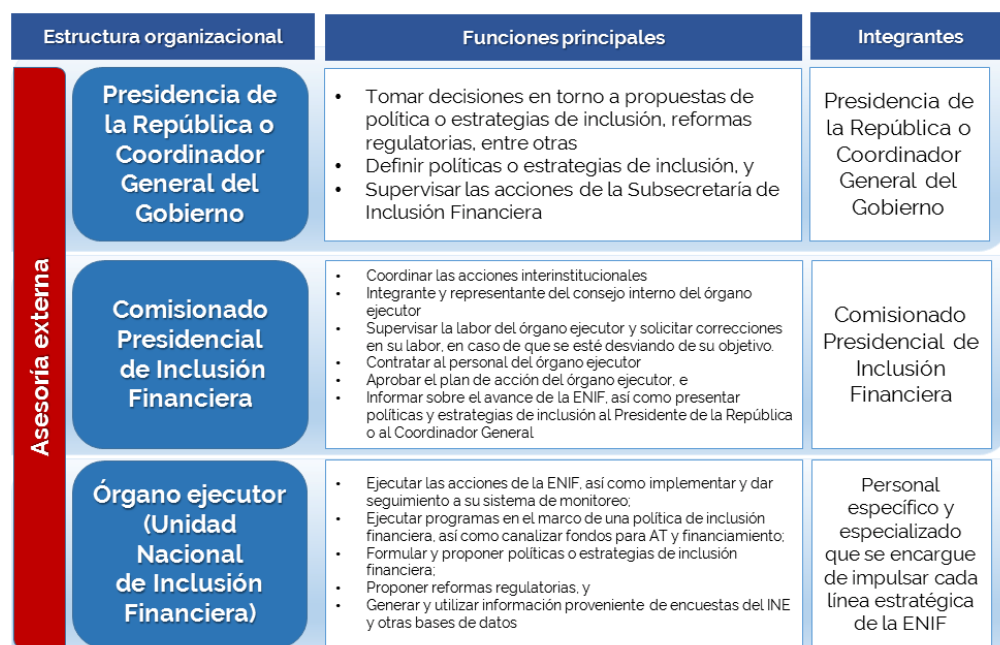 Estructura organizacional
Funciones principales
Integrantes
Asesoría externa
Presidencia de
la República o
Coordinador
General del
Gobierno
• Tomar decisiones en torno a propuestas de
política o estrategias de inclusión, reformas
regulatorias, entre otras
• Definir políticas o estrategias de inclusión, y
• Supervisar las acciones de la Subsecretaría de
Inclusión Financiera
Presidencia de
la República o
Coordinador
General del
Gobierno
Comisionado
Presidencial
de Inclusión
Financiera
• Coordinar las acciones interinstitucionales
• Integrante y representante del consejo interno del órgano
ejecutor
• Supervisar la labor del órgano ejecutor y solicitar correcciones
en su labor, en caso de que se esté desviando de su objetivo.
• Contratar al personal del órgano ejecutor
• Aprobar el plan de acción del órgano ejecutor, e
• Informar sobre el avance de la ENIF, así como presentar
políticas y estrategias de inclusión al Presidente de la República
o al Coordinador General
Comisionado
Presidencial de
Inclusión
Financiera
Órgano ejecutor
(Unidad
Nacional
de Inclusión
Financiera)
• Ejecutar las acciones de la ENIF, así como implementar y dar
seguimiento a su sistema de monitoreo;
• Ejecutar programas en el marco de una política de inclusión
financiera, así como canalizar fondos para AT y financiamiento;
• Formular y proponer políticas o estrategias de inclusión
financiera;
• Proponer reformas regulatorias, y
• Generar y utilizar información proveniente de encuestas del INE
y otras bases de datos
Personal
específico y
especializado
que se encargue
de impulsar cada
línea estratégica
de la ENIF